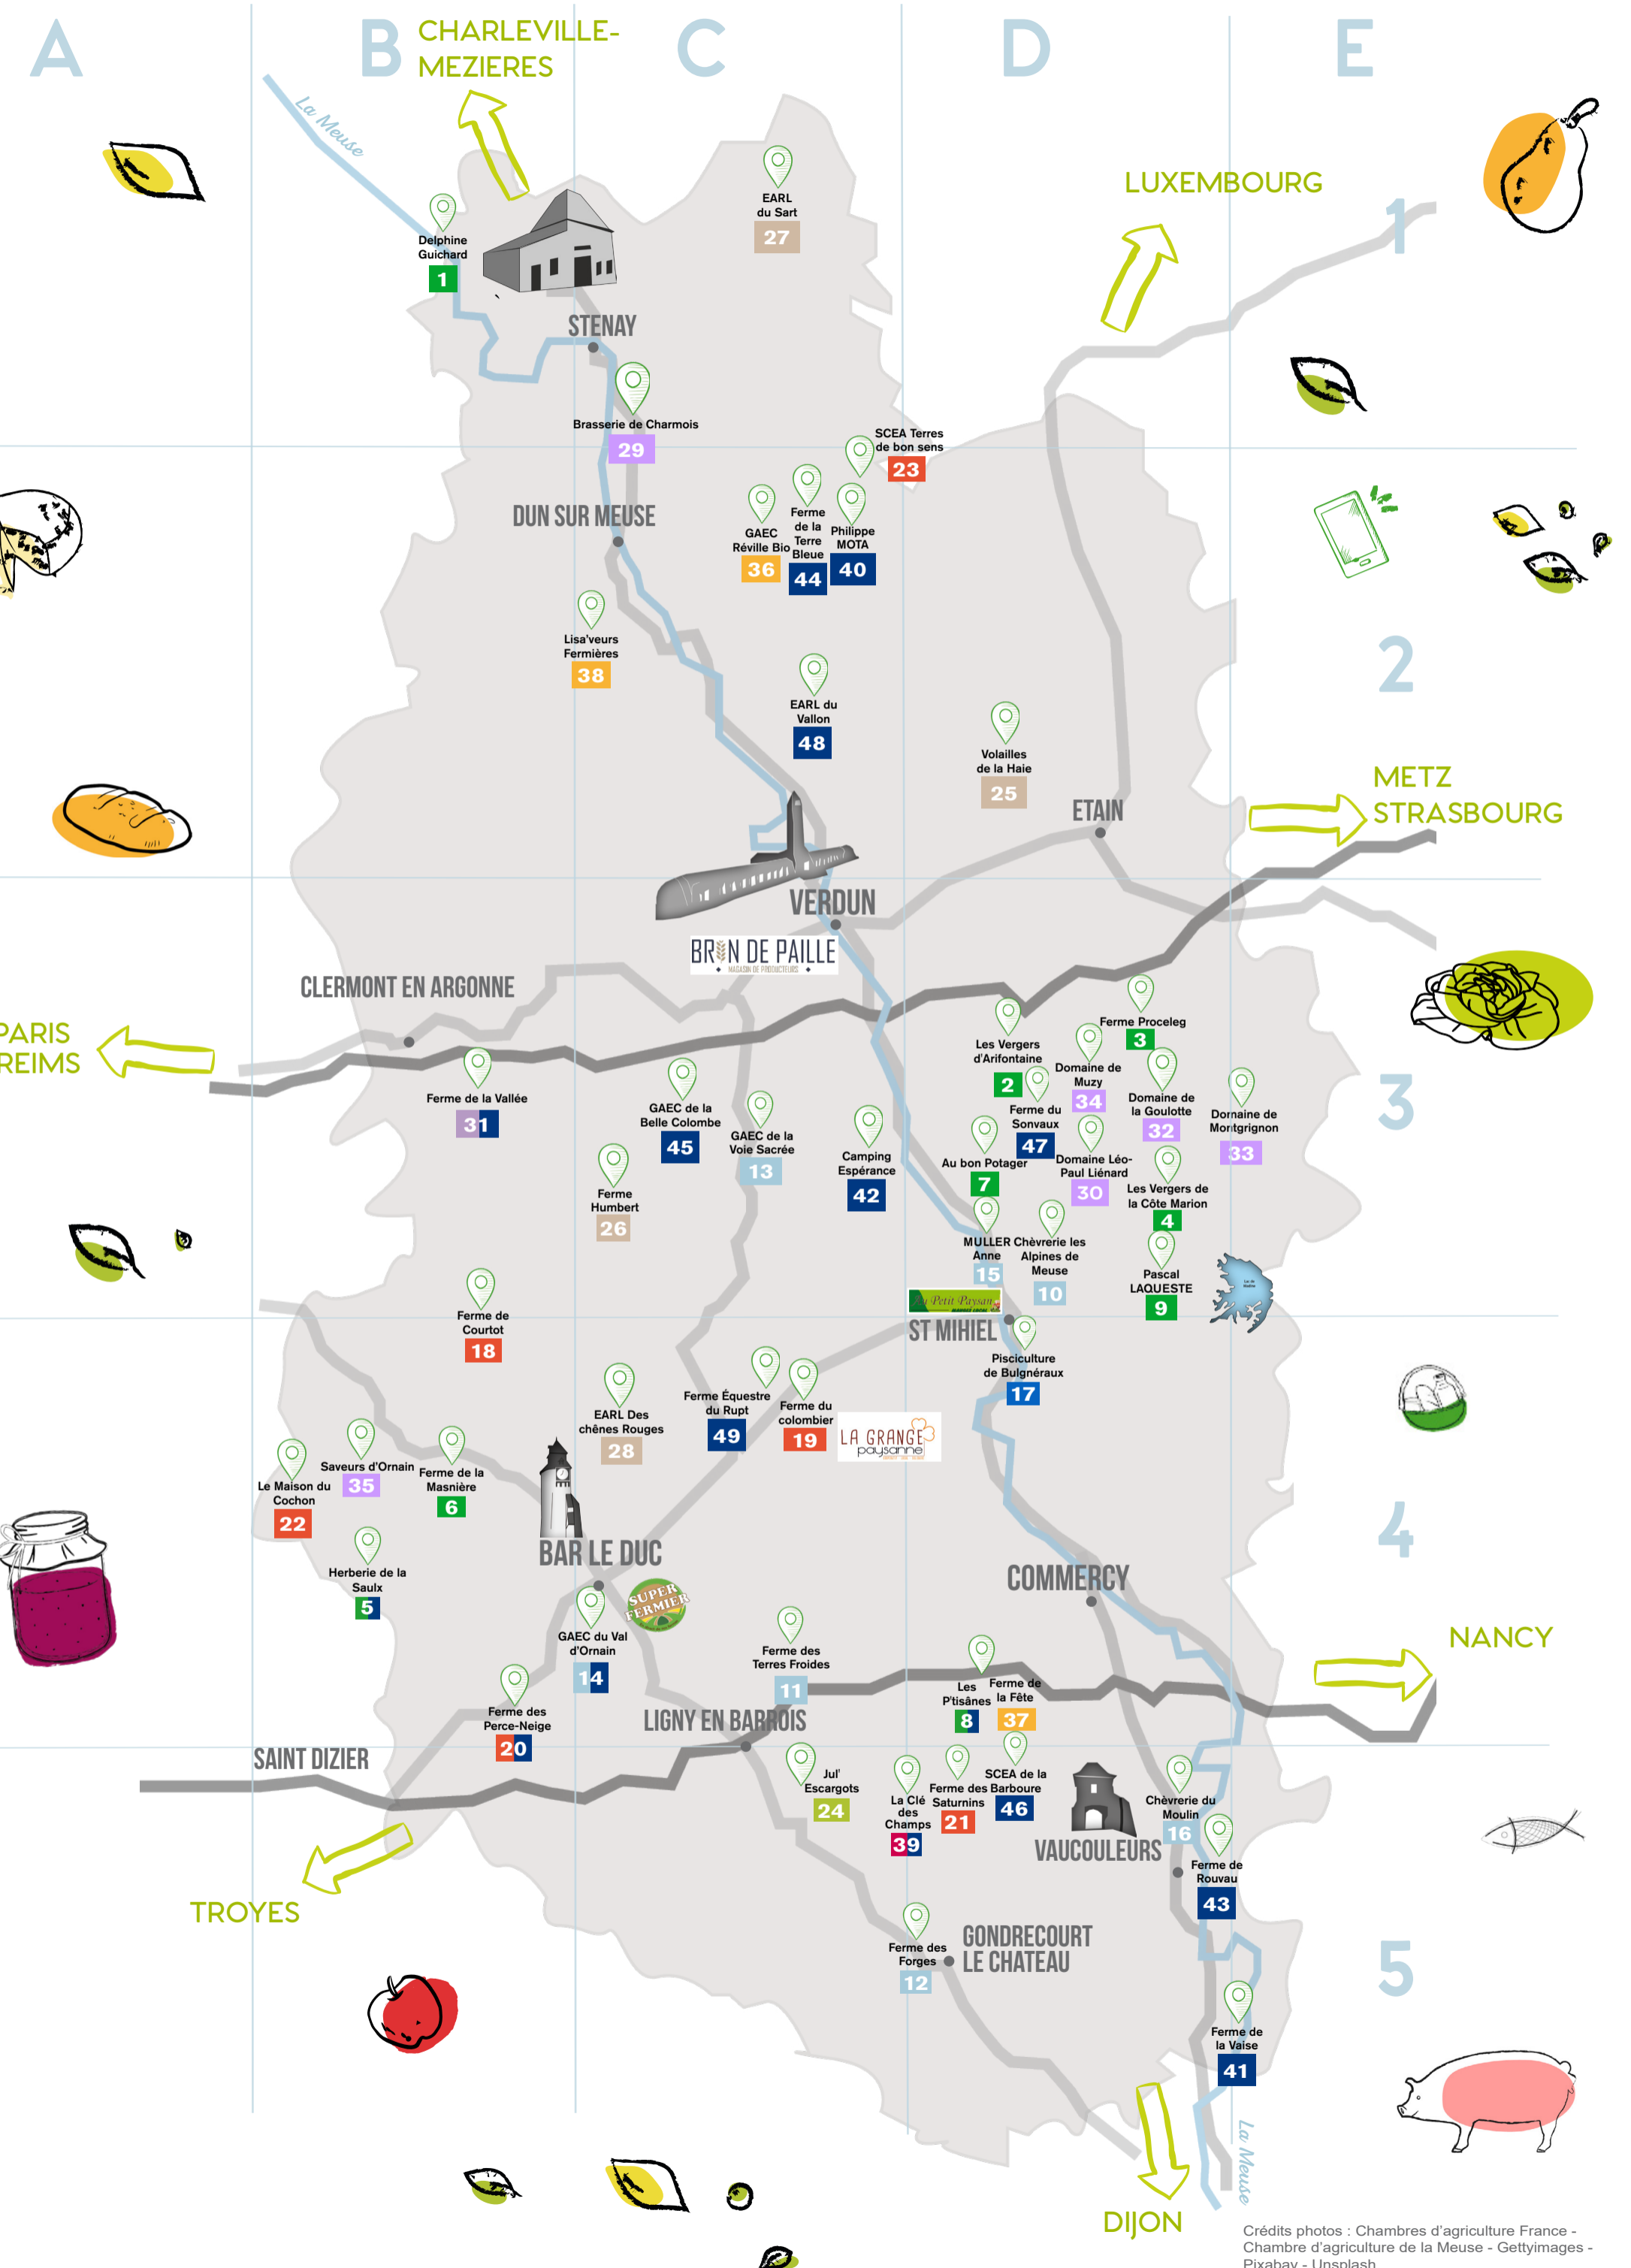 A
B
C
D
E
CHARLEVILLE-
MEZIERES
La Meuse
LUXEMBOURG
1
EARL
du Sart
27
Delphine
Guichard
1
STENAY
Brasserie de Charmois
29
SCEA Terres
de bon sens
23
DUN SUR MEUSE
GAEC
Réville Bio
36
Ferme
de la
Terre
Bleue
44
Philippe
MOTA
40
Lisa'veurs
Fermières
38
2
EARL du
Vallon
48
Volailles
de la Haie
25
ETAIN
METZ
STRASBOURG
VERDUN
BRIN DE PAILLE
MAGASIN DE PRODUCTEURS
CLERMONT EN ARGONNE
PARIS
REIMS
Ferme de la Vallée
31
GAEC de la
Belle Colombe
45
GAEC de la
Voie Sacrée
13
Camping
Espérance
42
Ferme
Humbert
26
Les Vergers
d'Arifontaine
2
Ferme Proceleg
3
Domaine de
Muzy
34
Ferme du
Sonvaux
47
Domaine de
la Goulotte
32
Domaine de
Montgrignon
33
3
Au bon Potager
7
Domaine Léo-
Paul Liénard
30
Les Vergers de
la Côte Marion
4
MULLER
Anne
15
Chèvrerie les
Alpines de
Meuse
10
Pascal
LAQUESTE
9
Au Petit Paysan
ST MIHIEL
Pisciculture
de Bulgnéraux
17
Ferme de
Courtot
18
EARL Des
chênes Rouges
28
Ferme Équestre
du Rupt
49
Ferme du
colombier
19
LA GRANGE
paysanne
Le Maison du
Cochon
22
Saveurs d'Ornain
35
Ferme de la
Masnière
6
Herberie de la
Saulx
5
BAR LE DUC
SUPER
FERMIER
4
COMMERCY
GAEC du Val
d'Ornain
14
Ferme des
Terres Froides
11
NANCY
Les
P'tisânes
8
Ferme de
la Fête
37
Ferme des
Perce-Neige
20
LIGNY EN BARROIS
SAINT DIZIER
Jul'
Escargots
24
La Clé
des
Champs
39
Ferme des
Saturnins
21
SCEA de la
Barboure
46
VAUCOULEURS
Chèvrerie du
Moulin
16
Ferme de
Rouvau
43
TROYES
Ferme des
Forges
12
GONDRECOURT
LE CHATEAU
5
Ferme de
la Vaise
41
La Meuse
DIJON
Crédits photos : Chambres d'agriculture France -
Chambre d'agriculture de la Meuse - Gettyimages -
Pixabay - Unsplash